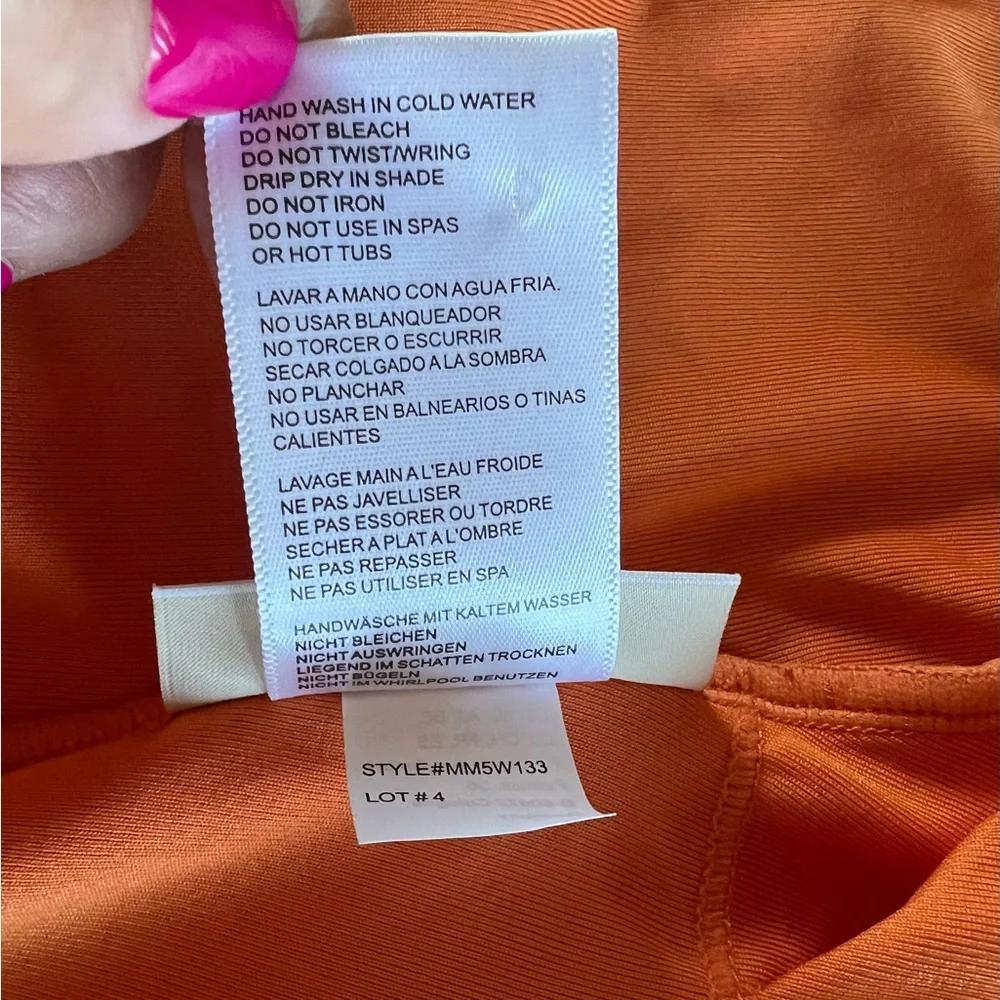 HAND WASH IN COLD WATER
DO NOT BLEACH
DO NOT TWIST/WRING
DRIP DRY IN SHADE
DO NOT IRON
DO NOT USE IN SPAS
OR HOT TUBS
LAVAR A MANO CON AGUA FRIA.
NO USAR BLANQUEADOR
NO TORCER O ESCURRIR
SECAR COLGADO A LA SOMBRA
NO PLANCHAR
NO USAR EN BALNEARIOS O TINAS
CALIENTES
LAVAGE MAIN A L'EAU FROIDE
NE PAS JAVELLISER
NE PAS ESSORER OU TORDRE
SECHER A PLAT A L'OMBRE
NE PAS REPASSER
NE PAS UTILISER EN SPA
HANDWÄSCHE MIT KALTEM WASSER
NICHT BLEICHEN
NICHT AUSWRINGEN
LIEGEND IM SCHATTEN TROCKNEN
NICHT BÜGELN
NICHT IM WHIRLPOOL BENUTZEN
STYLE#MM5W133
LOT # 4